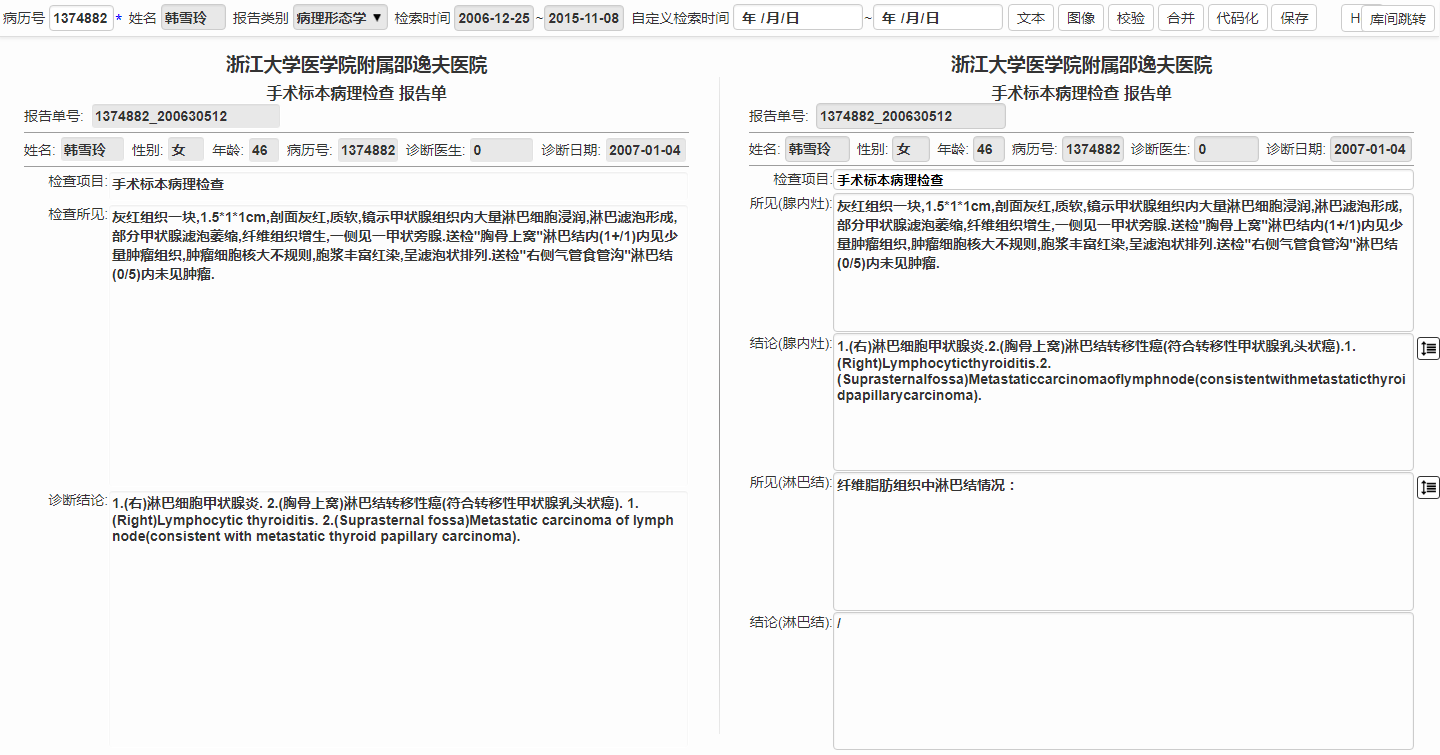 病历号 1374882 * 姓名 韩雪玲 报告类别 病理形态学 ▼ 检索时间 2006-12-25 ~ 2015-11-08 自定义检索时间 年 /月/日 ~ 年 /月/日 文本 图像 校验 合并 代码化 保存 H 库间跳转
浙江大学医学院附属邵逸夫医院
手术标本病理检查 报告单
报告单号: 1374882_200630512
姓名: 韩雪玲 性别: 女 年龄: 46 病历号: 1374882 诊断医生: 0 诊断日期: 2007-01-04
检查项目: 手术标本病理检查
检查所见: 灰红组织一块,1.5*1*1cm,剖面灰红,质软,镜示甲状腺组织内大量淋巴细胞浸润,淋巴滤泡形成,
部分甲状腺滤泡萎缩,纤维组织增生,一侧见一甲状旁腺.送检"胸骨上窝"淋巴结内(1+/1)内见少
量肿瘤组织,肿瘤细胞核大不规则,胞浆丰富红染,呈滤泡状排列.送检"右侧气管食管沟"淋巴结
(0/5)内未见肿瘤.
诊断结论: 1.(右)淋巴细胞甲状腺炎. 2.(胸骨上窝)淋巴结转移性癌(符合转移性甲状腺乳头状癌). 1.
(Right)Lymphocytic thyroiditis. 2.(Suprasternal fossa)Metastatic carcinoma of lymph
node(consistent with metastatic thyroid papillary carcinoma).
浙江大学医学院附属邵逸夫医院
手术标本病理检查 报告单
报告单号: 1374882_200630512
姓名: 韩雪玲 性别: 女 年龄: 46 病历号: 1374882 诊断医生: 0 诊断日期: 2007-01-04
检查项目: 手术标本病理检查
所见(腺内灶): 灰红组织一块,1.5*1*1cm,剖面灰红,质软,镜示甲状腺组织内大量淋巴细胞浸润,淋巴滤泡形成,
部分甲状腺滤泡萎缩,纤维组织增生,一侧见一甲状旁腺.送检"胸骨上窝"淋巴结内(1+/1)内见少
量肿瘤组织,肿瘤细胞核大不规则,胞浆丰富红染,呈滤泡状排列.送检"右侧气管食管沟"淋巴结
(0/5)内未见肿瘤.
结论(腺内灶): 1.(右)淋巴细胞甲状腺炎.2.(胸骨上窝)淋巴结转移性癌(符合转移性甲状腺乳头状癌).1.
(Right)Lymphocyticthyroiditis.2.
(Suprasternalfossa)Metastaticcarcinomaoflymphnode(consistentwithmetastaticthyroi
dpapillarycarcinoma).
所见(淋巴结): 纤维脂肪组织中淋巴结情况：
结论(淋巴结): /